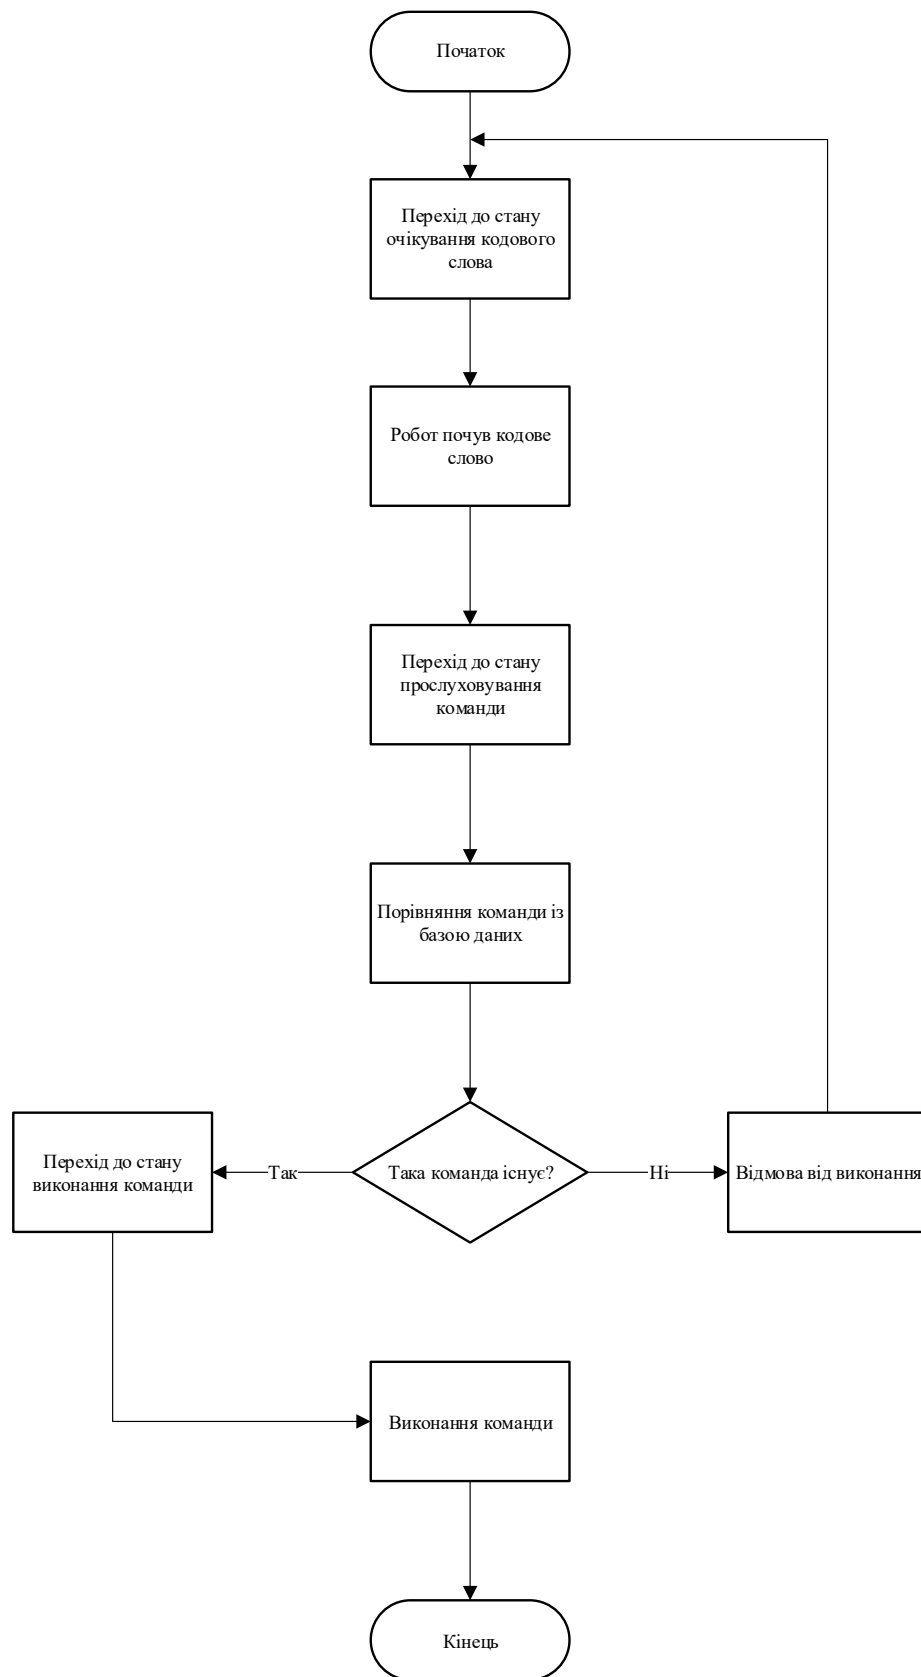 Початок
Перехід до стану
очікування кодового
слова
Робот почув кодове
слово
Перехід до стану
прослуховування
команди
Порівняння команди із
базою даних
Перехід до стану
виконання команди
Так
Така команда існує?
Ні
Відмова від виконання
Виконання команди
Кінець